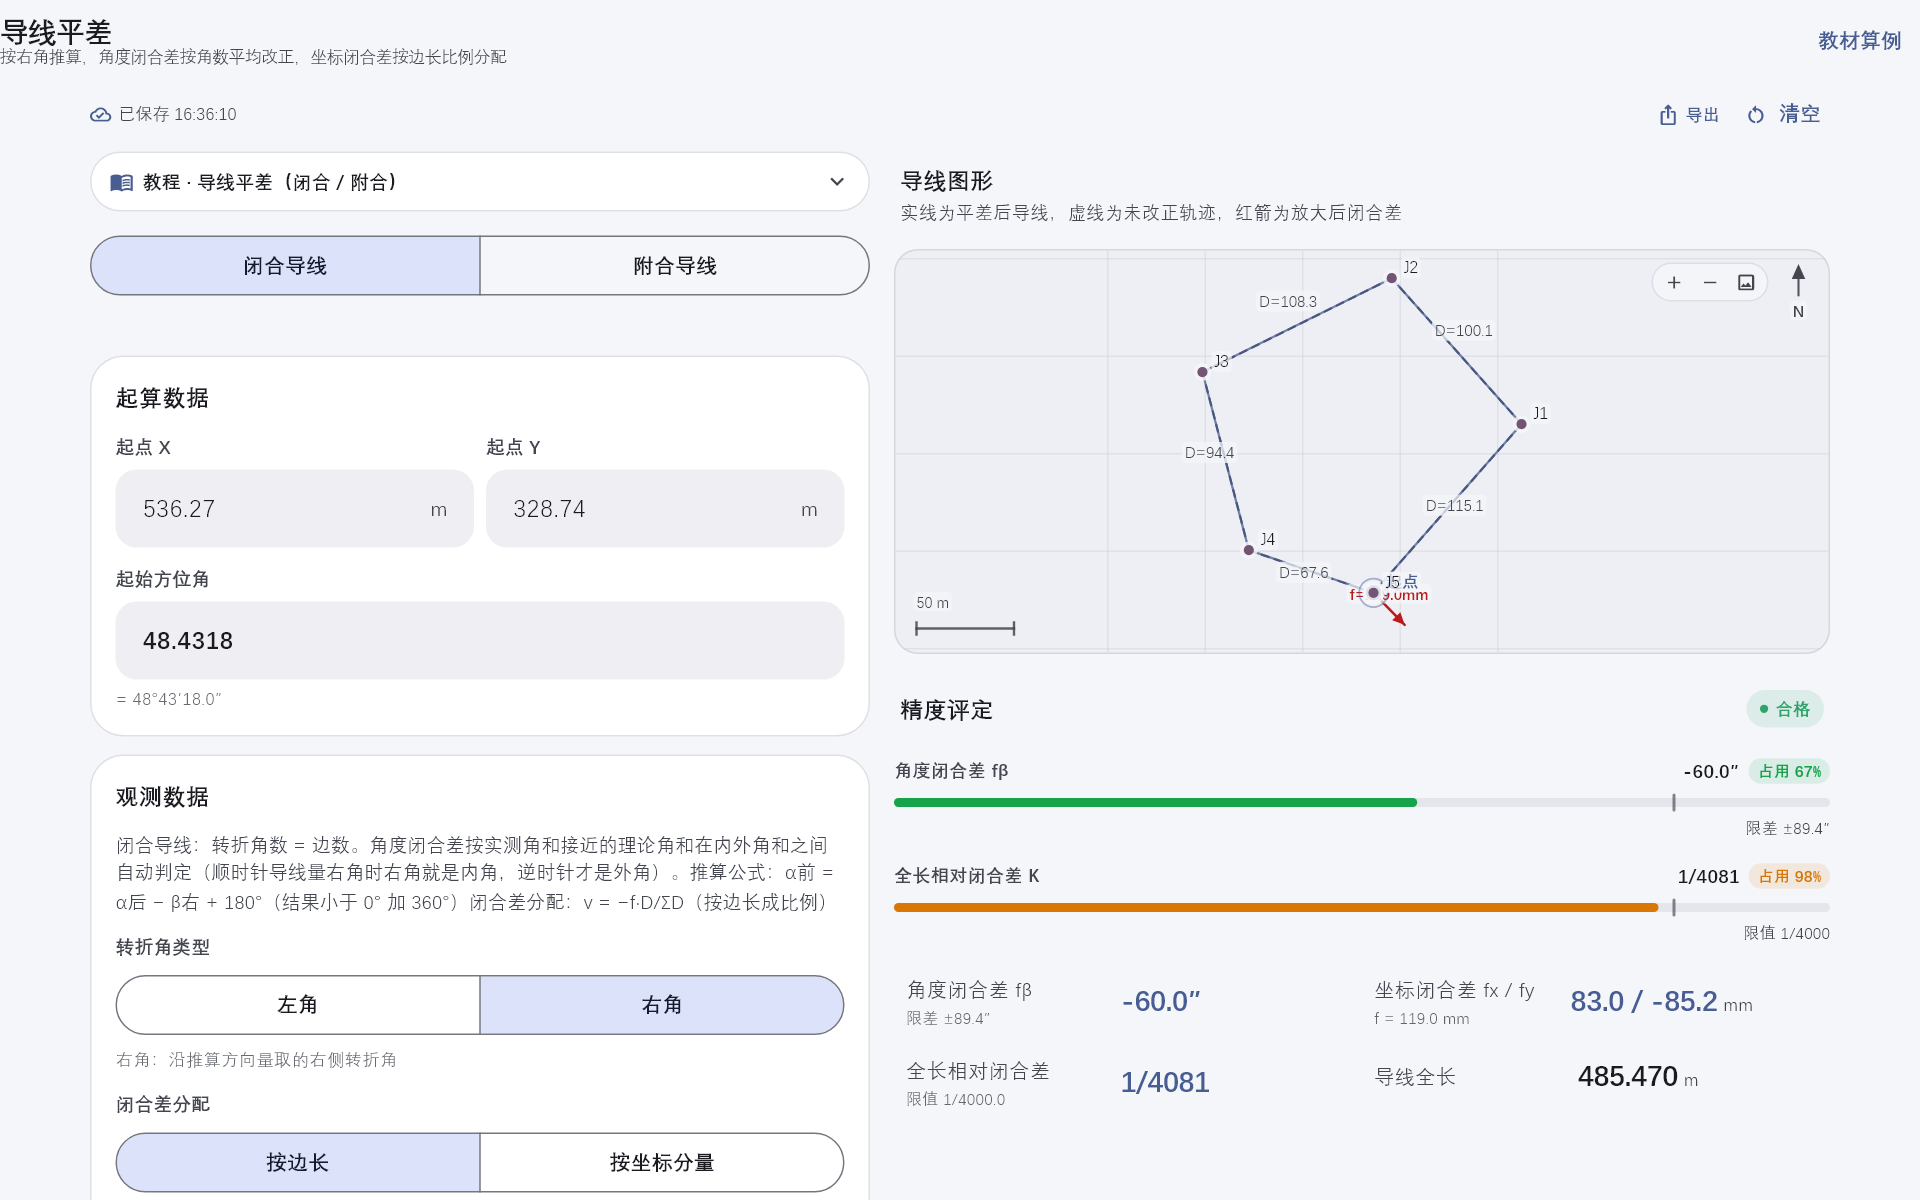 导线平差
按右角推算，角度闭合差按角数平均改正，坐标闭合差按边长比例分配
教材算例
已保存 16:36:10
导出
清空
教程 · 导线平差（闭合 / 附合）
闭合导线
附合导线
起算数据
起点 X
起点 Y
536.27 m
328.74 m
起始方位角
48.4318
= 48°43′18.0″
观测数据
闭合导线：转折角数 = 边数。角度闭合差按实测角和接近的理论角和在内外角和之间
自动判定（顺时针导线量右角时右角就是内角，逆时针才是外角）。推算公式：α前 =
α后 − β右 + 180°（结果小于 0° 加 360°）闭合差分配：v = −f·D/ΣD（按边长成比例）
转折角类型
左角
右角
右角：沿推算方向量取的右侧转折角
闭合差分配
按边长
按坐标分量
导线图形
实线为平差后导线，虚线为未改正轨迹，红箭为放大后闭合差
J2
N
D=108.3
D=100.1
J3
J1
D=94.4
D=115.1
J4
D=67.6
J5
点
9.0mm
50 m
精度评定
合格
角度闭合差 fβ
-60.0″
占用 67%
限差 ±89.4″
全长相对闭合差 K
1/4081
占用 98%
限值 1/4000
角度闭合差 fβ
限差 ±89.4″
-60.0″
坐标闭合差 fx / fy
f = 119.0 mm
83.0 / -85.2 mm
全长相对闭合差
限值 1/4000.0
1/4081
导线全长
485.470 m